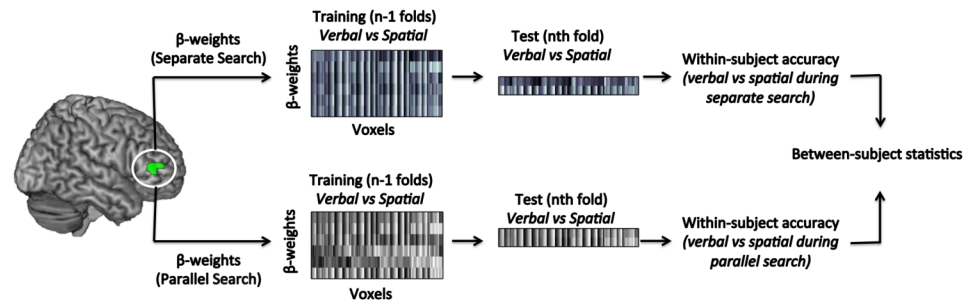 β-weights
(Separate Search)
Training (n-1 folds)
Verbal vs Spatial
β-weights
Voxels
Test (nth fold)
Verbal vs Spatial
Within-subject accuracy
(verbal vs spatial during
separate search)
Between-subject statistics
β-weights
(Parallel Search)
Training (n-1 folds)
Verbal vs Spatial
β-weights
Voxels
Test (nth fold)
Verbal vs Spatial
Within-subject accuracy
(verbal vs spatial during
parallel search)